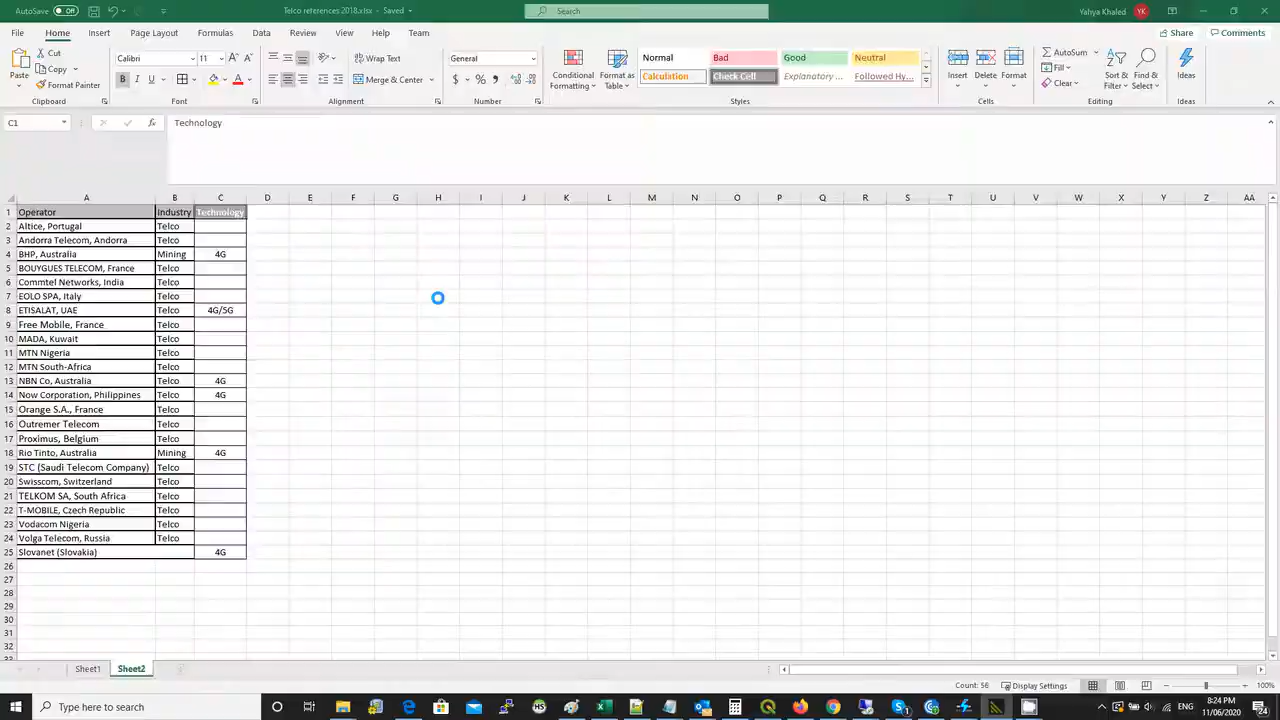 AutoSave Off Telco references 2018.xlsx - Saved Search Yahya Khaled YK
File Home Insert Page Layout Formulas Data Review View Help Team Share Comments
Paste Cut Copy Format Painter Clipboard
Calibri 11 B I U Font
Wrap Text Merge & Center Alignment
General $ % Number
Conditional Formatting Format as Table Normal Bad Good Neutral
Calculation Check Cell Explanatory ... Followed Hy... Styles
Insert Delete Format Cells
AutoSum Fill Clear Sort & Filter Find & Select Editing
Ideas Ideas
C1 fx Technology
A B C D E F G H I J K L M N O P Q R S T U V W X Y Z AA
1 Operator Industry Technology
2 Altice, Portugal Telco
3 Andorra Telecom, Andorra Telco
4 BHP, Australia Mining 4G
5 BOUYGUES TELECOM, France Telco
6 Commtel Networks, India Telco
7 EOLO SPA, Italy Telco
8 ETISALAT, UAE Telco 4G/5G
9 Free Mobile, France Telco
10 MADA, Kuwait Telco
11 MTN Nigeria Telco
12 MTN South-Africa Telco
13 NBN Co, Australia Telco 4G
14 Now Corporation, Philippines Telco 4G
15 Orange S.A., France Telco
16 Outremer Telecom Telco
17 Proximus, Belgium Telco
18 Rio Tinto, Australia Mining 4G
19 STC (Saudi Telecom Company) Telco
20 Swisscom, Switzerland Telco
21 TELKOM SA, South Africa Telco
22 T-MOBILE, Czech Republic Telco
23 Vodacom Nigeria Telco
24 Volga Telecom, Russia Telco
25 Slovanet (Slovakia) 4G
26
27
28
29
30
31
32
33
Sheet1 Sheet2
Count: 56 Display Settings 100%
Type here to search ENG 8:24 PM
11/06/2020